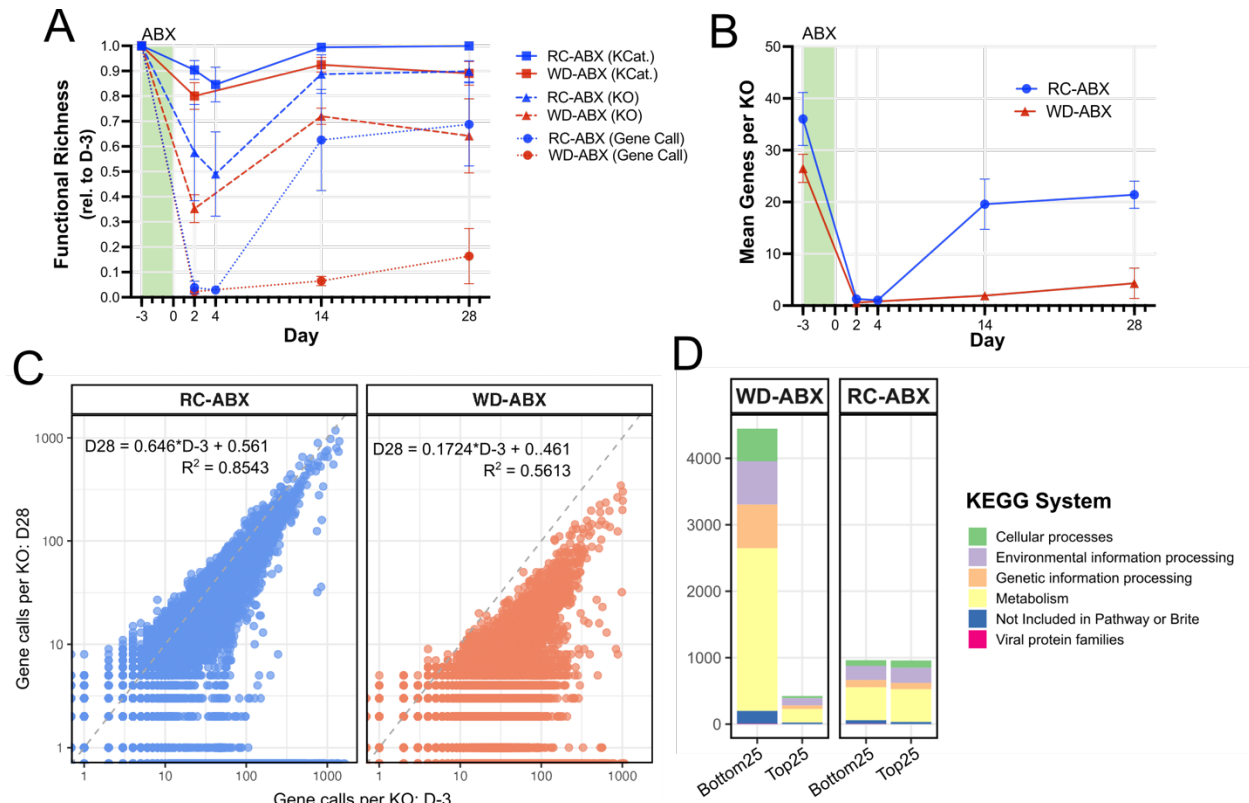 A
ABX
Functional Richness
(rel. to D-3)
1.0
0.9
0.8
0.7
0.6
0.5
0.4
0.3
0.2
0.1
0.0
-3 0 2 4 14 28
Day
RC-ABX (KCat.)
WD-ABX (KCat.)
RC-ABX (KO)
WD-ABX (KO)
RC-ABX (Gene Call)
WD-ABX (Gene Call)
B
ABX
Mean Genes per KO
50
40
30
20
10
0
-3 0 2 4 14 28
Day
RC-ABX
WD-ABX
C
RC-ABX WD-ABX
D28 = 0.646*D-3 + 0.561
R² = 0.8543
D28 = 0.1724*D-3 + 0..461
R² = 0.5613
Gene calls per KO: D28
1000
100
10
1
1 10 100 1000 1 10 100 1000
Gene calls per KO: D-3
D
WD-ABX RC-ABX
4000
3000
2000
1000
0
Bottom25 Top25 Bottom25 Top25
KEGG System
Cellular processes
Environmental information processing
Genetic information processing
Metabolism
Not Included in Pathway or Brite
Viral protein families